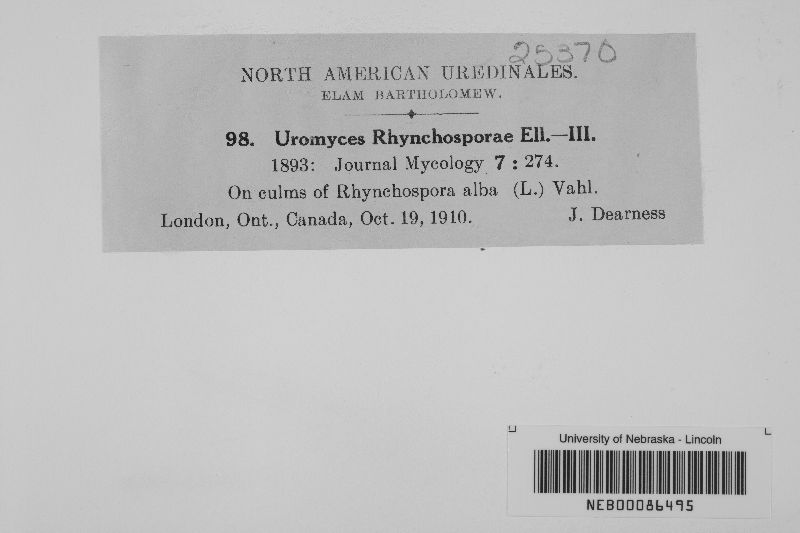 25370
NORTH AMERICAN UREDINALES.
ELAM BARTHOLOMEW.
98. Uromyces Rhynchosporae Ell.—III.
1893: Journal Mycology 7 : 274.
On culms of Rhynchospora alba (L.) Vahl.
London, Ont., Canada, Oct. 19, 1910. J. Dearness
University of Nebraska - Lincoln
NEB00086495